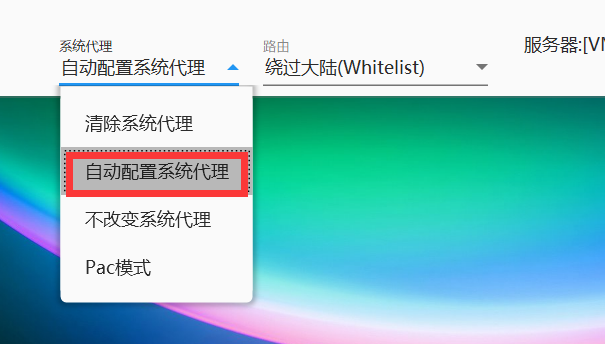 系统代理
路由
服务器:[VN
自动配置系统代理
绕过大陆(Whitelist)
清除系统代理
自动配置系统代理
不改变系统代理
Pac模式